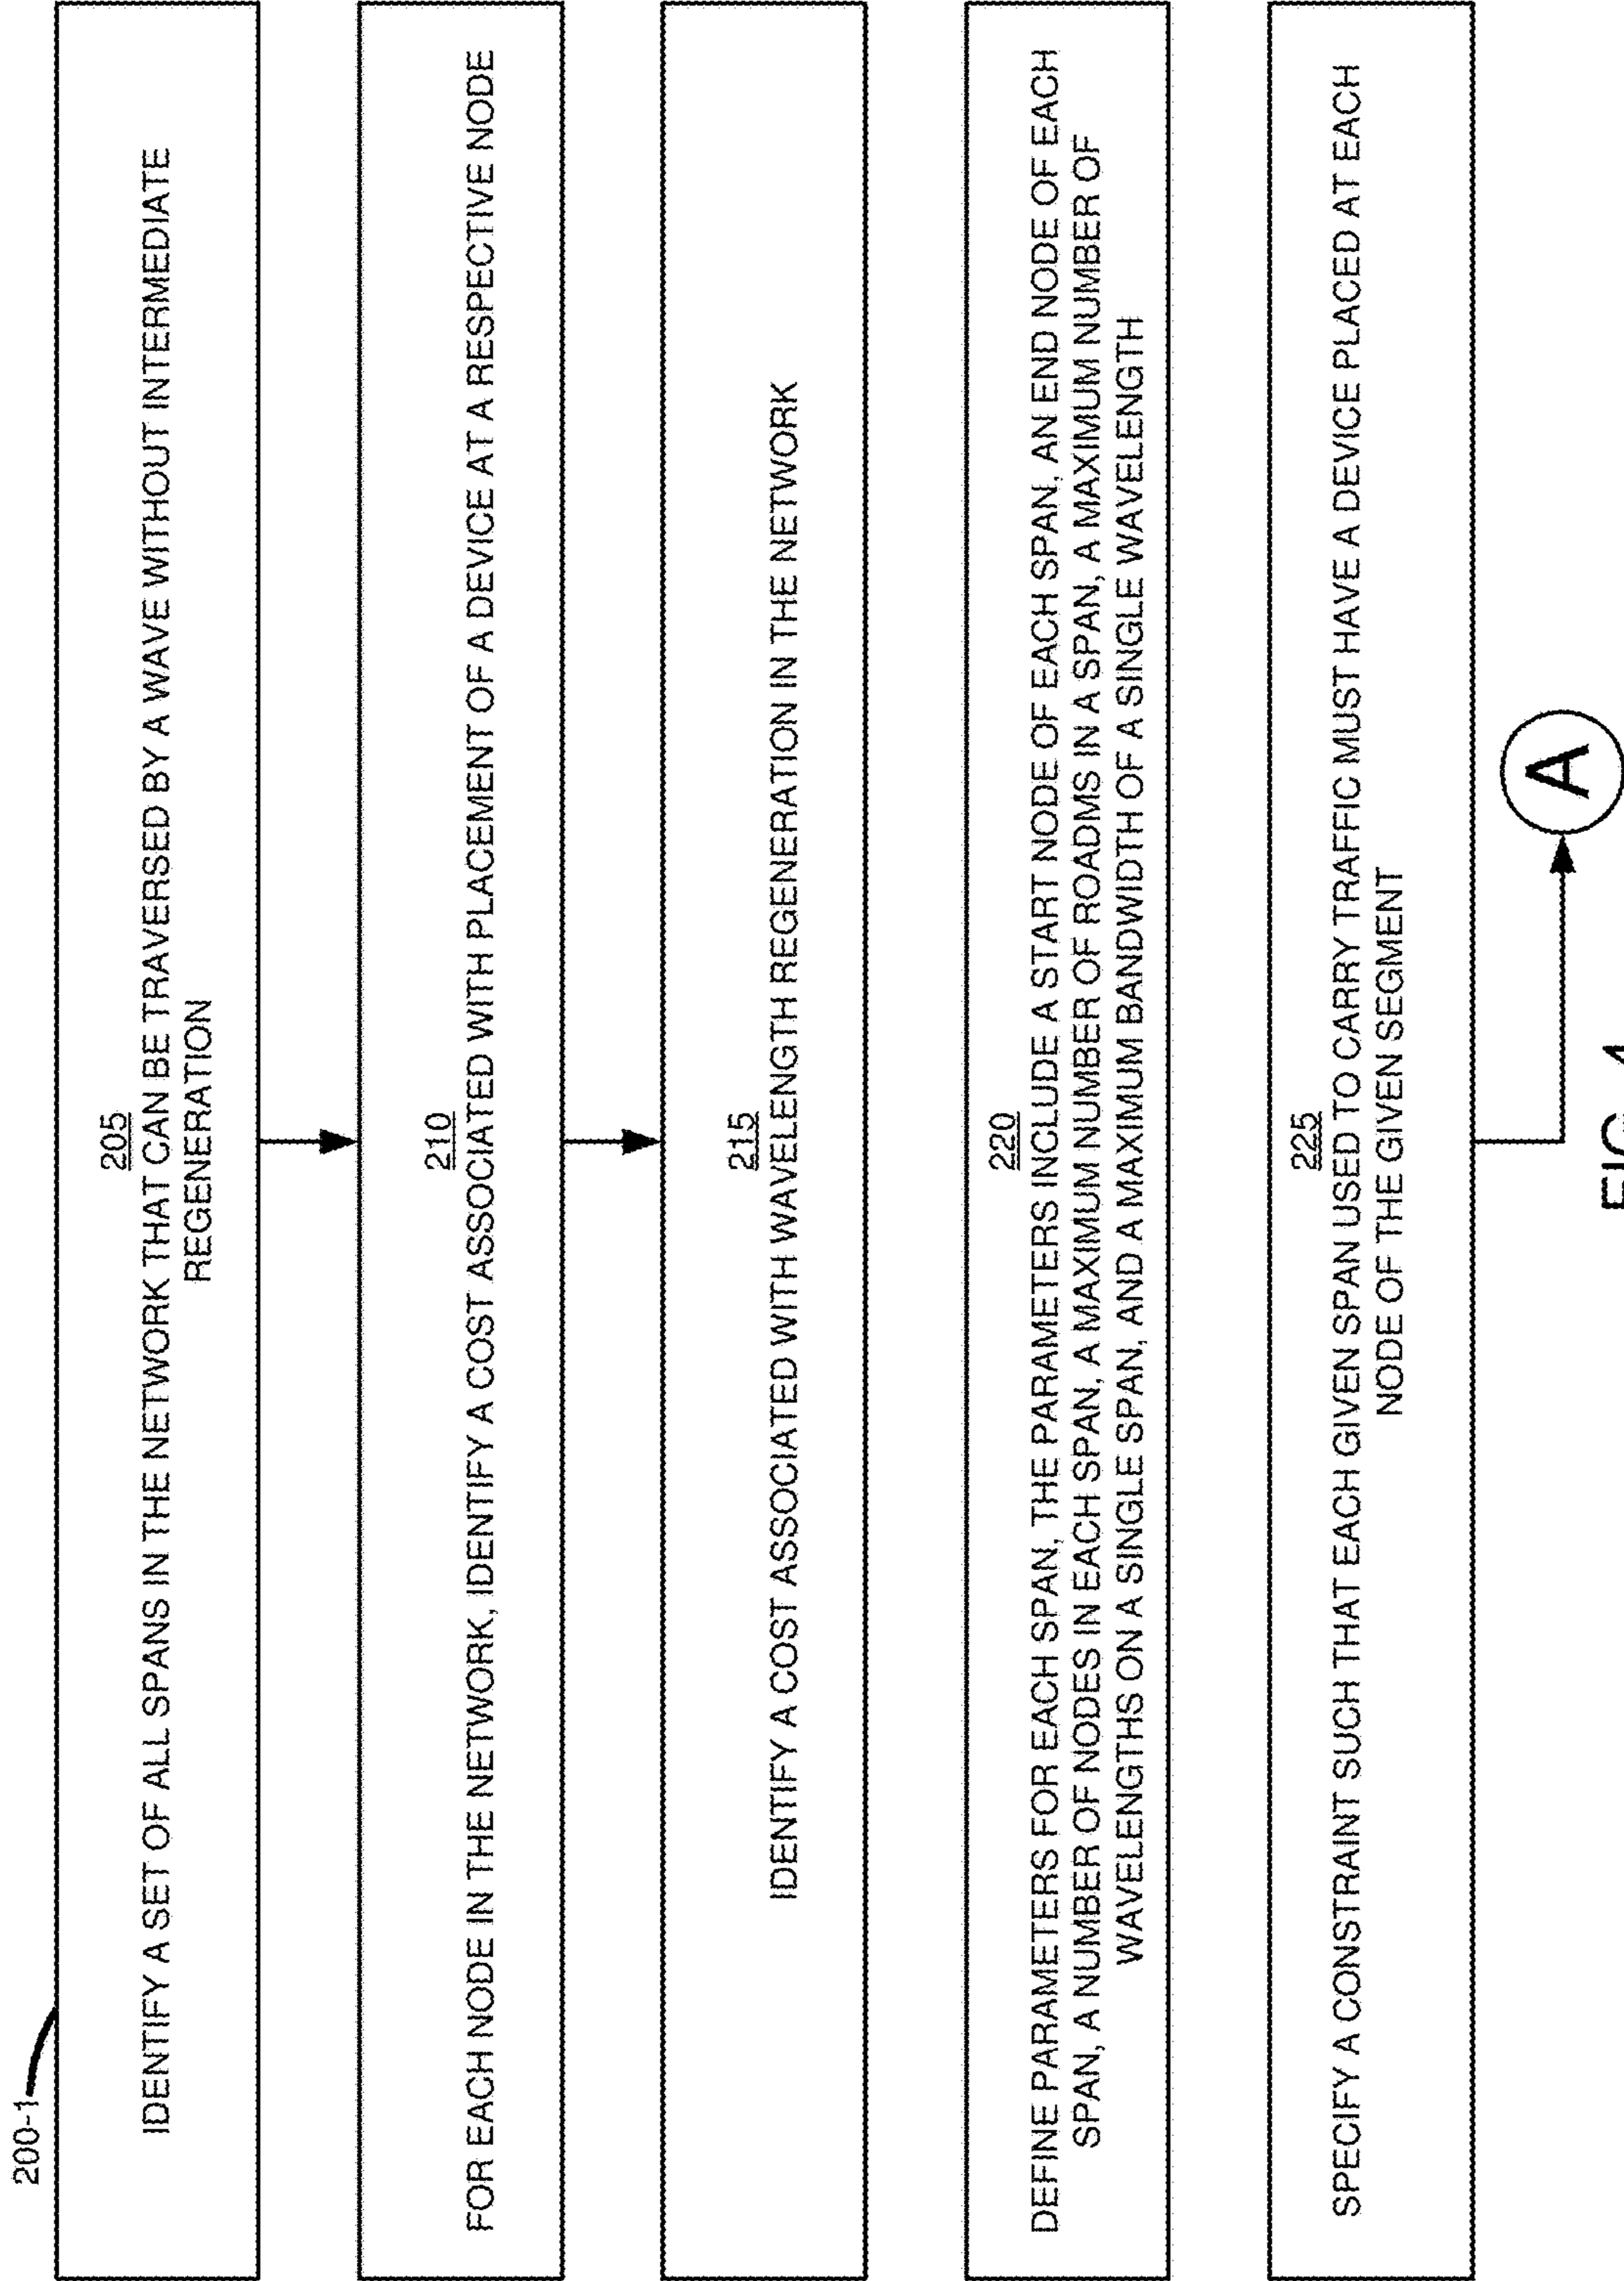 200-1
205
IDENTIFY A SET OF ALL SPANS IN THE NETWORK THAT CAN BE TRAVERSED BY A WAVE WITHOUT INTERMEDIATE
REGENERATION
210
FOR EACH NODE IN THE NETWORK, IDENTIFY A COST ASSOCIATED WITH PLACEMENT OF A DEVICE AT A RESPECTIVE NODE
215
IDENTIFY A COST ASSOCIATED WITH WAVELENGTH REGENERATION IN THE NETWORK
220
DEFINE PARAMETERS FOR EACH SPAN, THE PARAMETERS INCLUDE A START NODE OF EACH SPAN, AN END NODE OF EACH
SPAN, A NUMBER OF NODES IN EACH SPAN, A MAXIMUM NUMBER OF ROADMS IN A SPAN, A MAXIMUM NUMBER OF
WAVELENGTHS ON A SINGLE SPAN, AND A MAXIMUM BANDWIDTH OF A SINGLE WAVELENGTH
225
SPECIFY A CONSTRAINT SUCH THAT EACH GIVEN SPAN USED TO CARRY TRAFFIC MUST HAVE A DEVICE PLACED AT EACH
NODE OF THE GIVEN SEGMENT
A
FIG.